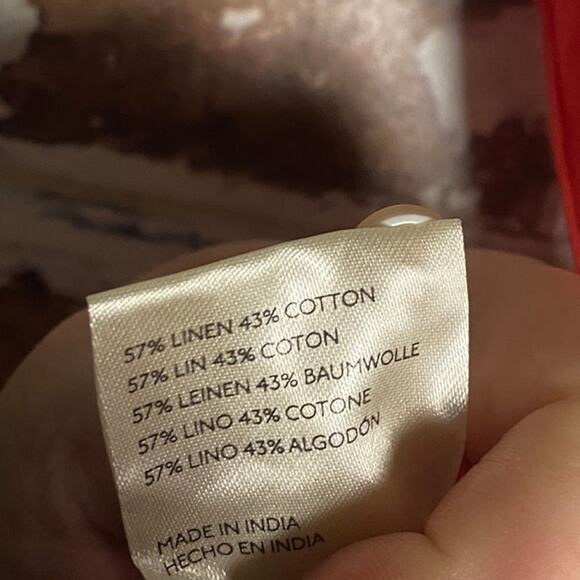 57% LINEN 43% COTTON
57% LIN 43% COTON
57% LEINEN 43% BAUMWOLLE
57% LINO 43% COTONE
57% LINO 43% ALGODÓN
MADE IN INDIA
HECHO EN INDIA